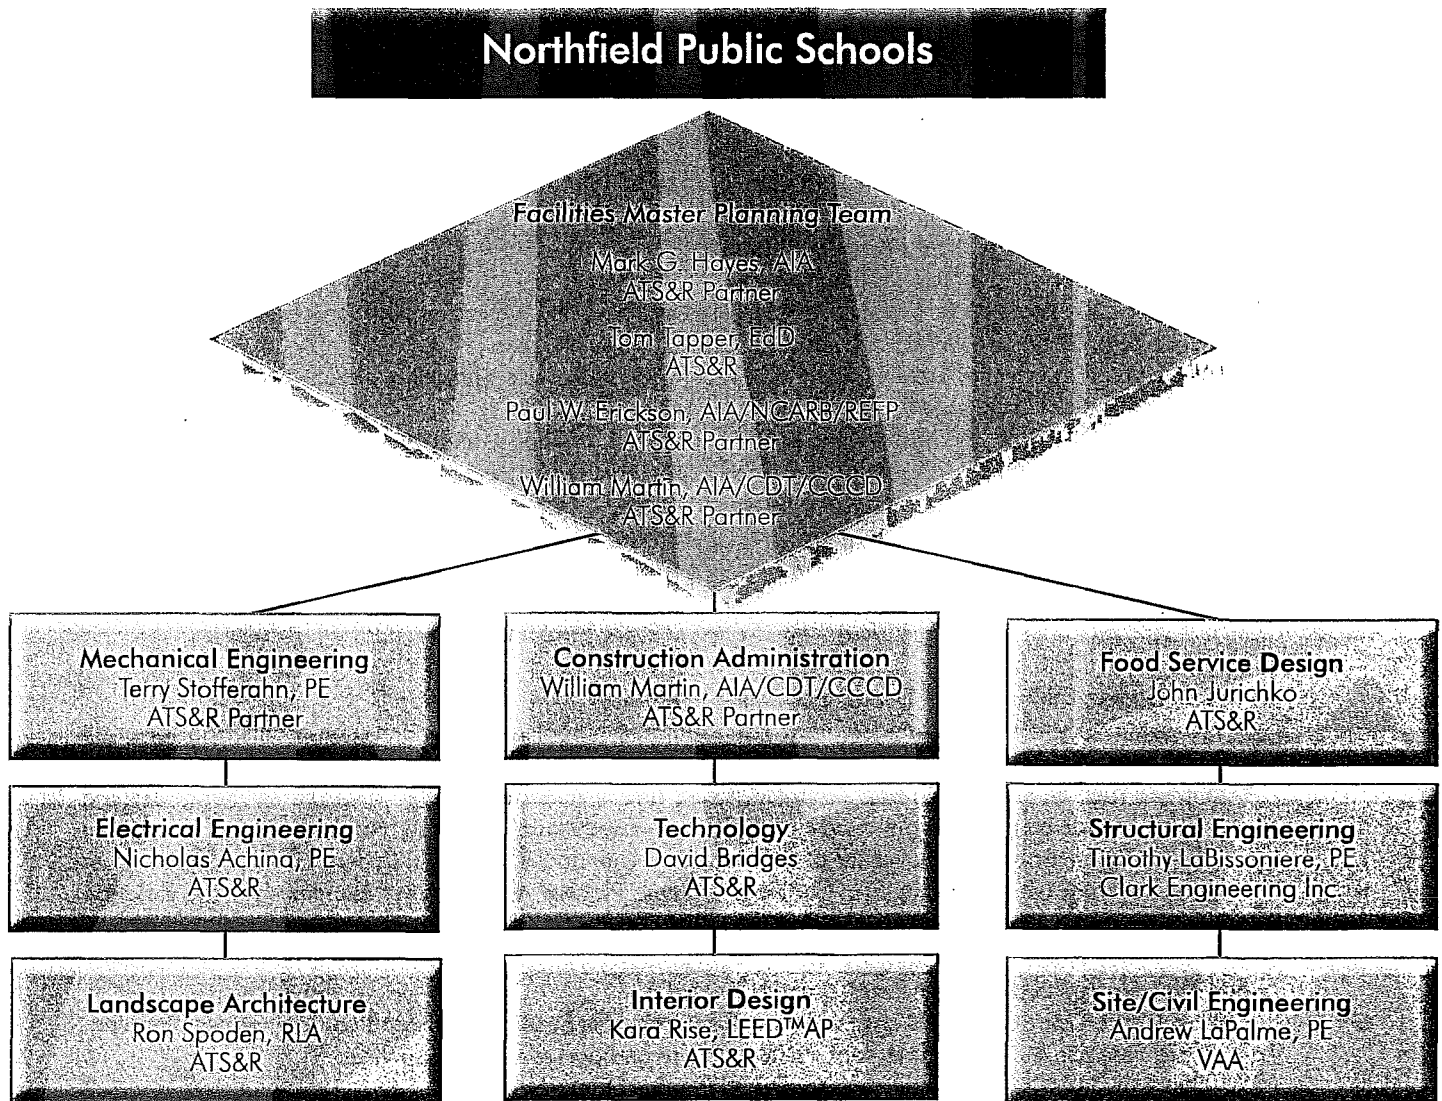 Northfield Public Schools
Facilities Master Planning Team
Mark G. Hayes, AIA
ATS&R Partner
Tom Tapper, EdD
ATS&R
Paul W. Erickson, AIA/NCARB/REFP
ATS&R Partner
William Martin, AIA/CDT/CCCD
ATS&R Partner
Mechanical Engineering
Terry Stofferahn, PE
ATS&R Partner
Construction Administration
William Martin, AIA/CDT/CCCD
ATS&R Partner
Food Service Design
John Jurichko
ATS&R
Electrical Engineering
Nicholas Achina, PE
ATS&R
Technology
David Bridges
ATS&R
Structural Engineering
Timothy LaBissoniere, PE
Clark Engineering Inc.
Landscape Architecture
Ron Spoden, RLA
ATS&R
Interior Design
Kara Rise, LEED™AP
ATS&R
Site/Civil Engineering
Andrew LaPalme, PE
VAA